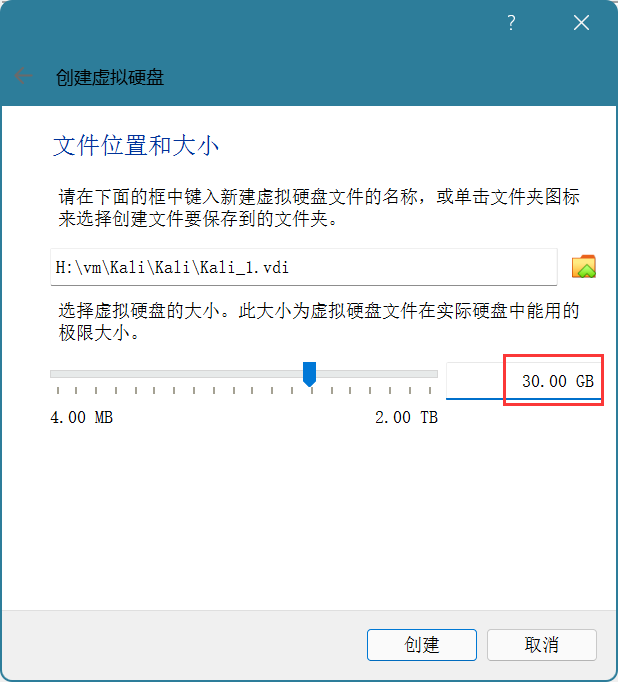 ?
创建虚拟硬盘
文件位置和大小
请在下面的框中键入新建虚拟硬盘文件的名称，或单击文件夹图标
来选择创建文件要保存到的文件夹。
H:\vm\Kali\Kali\Kali_1.vdi
选择虚拟硬盘的大小。此大小为虚拟硬盘文件在实际硬盘中能用的
极限大小。
30.00 GB
4.00 MB
2.00 TB
创建
取消